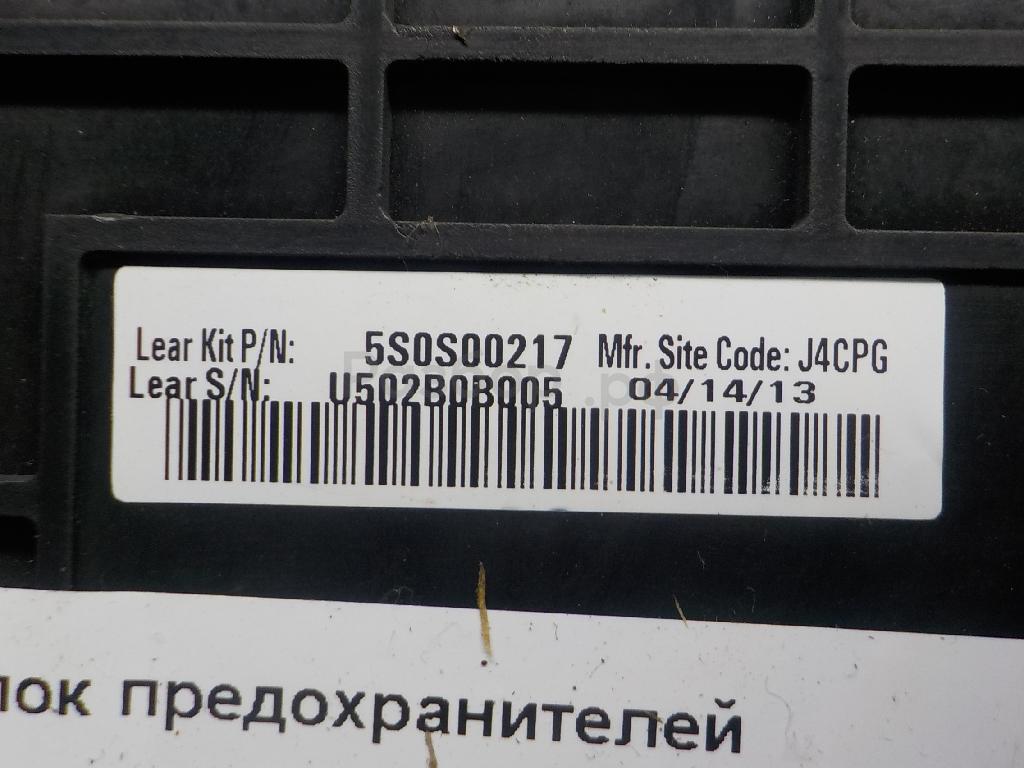 Lear Kit P/N: 5S0S00217 Mfr. Site Code: J4CPG
Lear S/N: U502B0B005 04/14/13
лок предохранителей